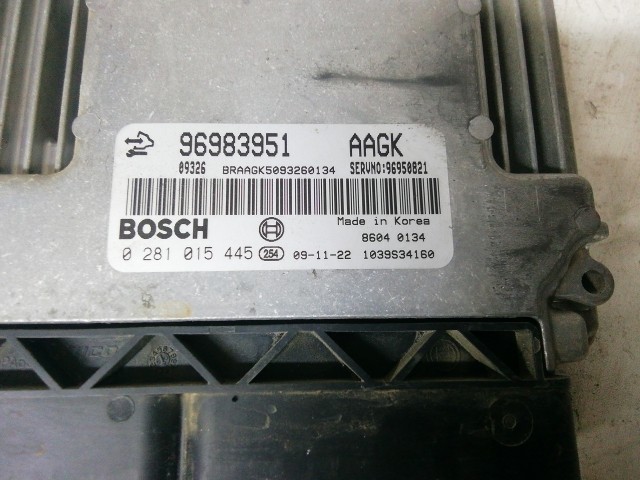 96983951 AAGK
09326 BRAAGK5093260134 SERVNO:96950821
BOSCH Made in Korea
8604 0134
0 281 015 445 254 09-11-22 1039S34160